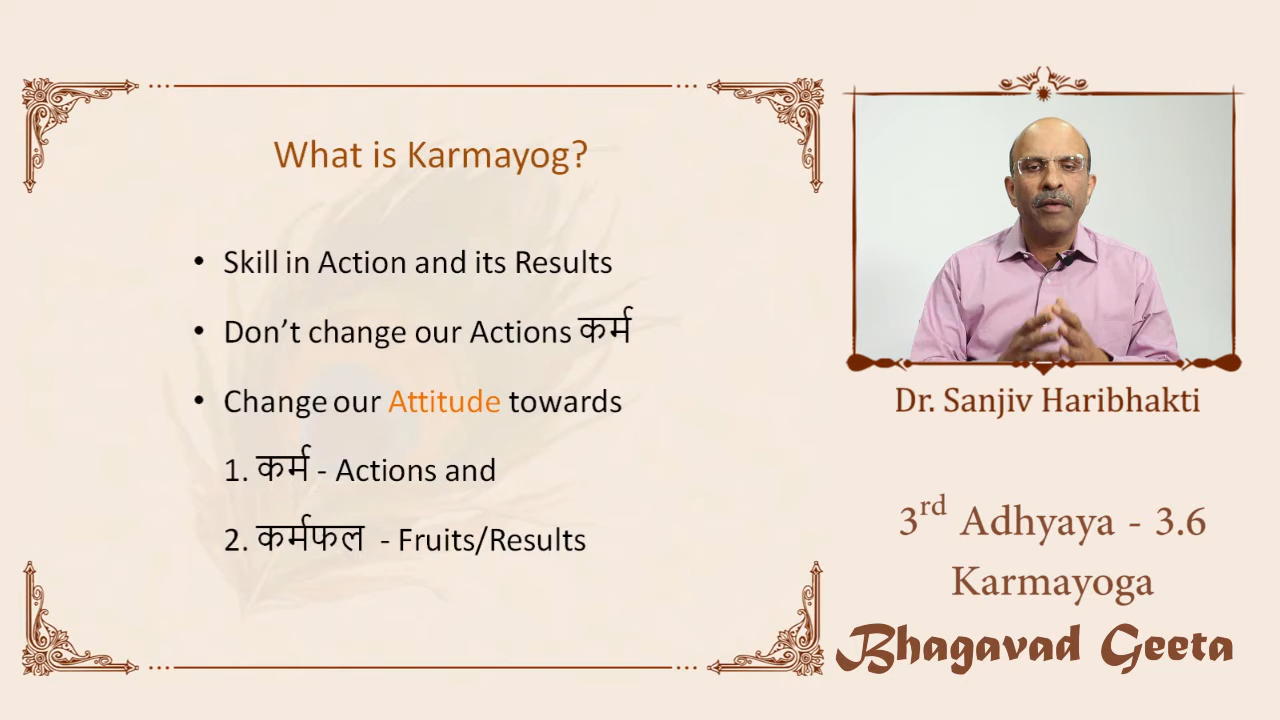 What is Karmayog?
• Skill in Action and its Results
• Don’t change our Actions कर्म
• Change our Attitude towards
1. कर्म - Actions and
2. कर्मफल - Fruits/Results
Dr. Sanjiv Haribhakti
3rd Adhyaya - 3.6
Karmayoga
Bhagavad Geeta